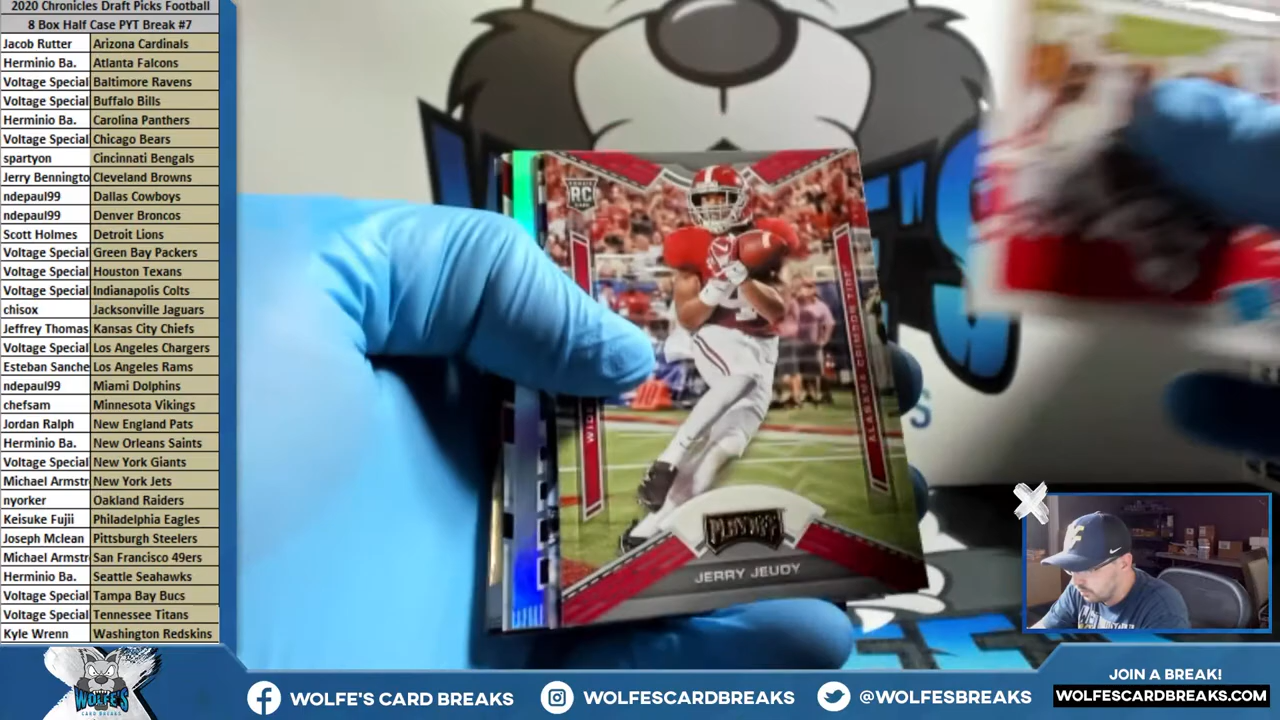 2020 Chronicles Draft Picks Football
8 Box Half Case PYT Break #7
Jacob Rutter Arizona Cardinals
Herminio Ba. Atlanta Falcons
Voltage Special Baltimore Ravens
Voltage Special Buffalo Bills
Herminio Ba. Carolina Panthers
Voltage Special Chicago Bears
spartyon Cincinnati Bengals
Jerry Benningto Cleveland Browns
ndepaul99 Dallas Cowboys
ndepaul99 Denver Broncos
Scott Holmes Detroit Lions
Voltage Special Green Bay Packers
Voltage Special Houston Texans
Voltage Special Indianapolis Colts
chisox Jacksonville Jaguars
Jeffrey Thomas Kansas City Chiefs
Voltage Special Los Angeles Chargers
Esteban Sanche Los Angeles Rams
ndepaul99 Miami Dolphins
chefsam Minnesota Vikings
Jordan Ralph New England Pats
Herminio Ba. New Orleans Saints
Voltage Special New York Giants
Michael Armstr New York Jets
nyorker Oakland Raiders
Keisuke Fujii Philadelphia Eagles
Joseph Mclean Pittsburgh Steelers
Michael Armstr San Francisco 49ers
Herminio Ba. Seattle Seahawks
Voltage Special Tampa Bay Bucs
Voltage Special Tennessee Titans
Kyle Wrenn Washington Redskins
RC
WIDE
ALABAMA CRIMSON TIDE
PLAYOFF
JERRY JEUDY
WOLFE'S
CARD BREAKS
WOLFE'S CARD BREAKS
WOLFESCARDBREAKS
@WOLFESBREAKS
JOIN A BREAK!
WOLFESCARDBREAKS.COM